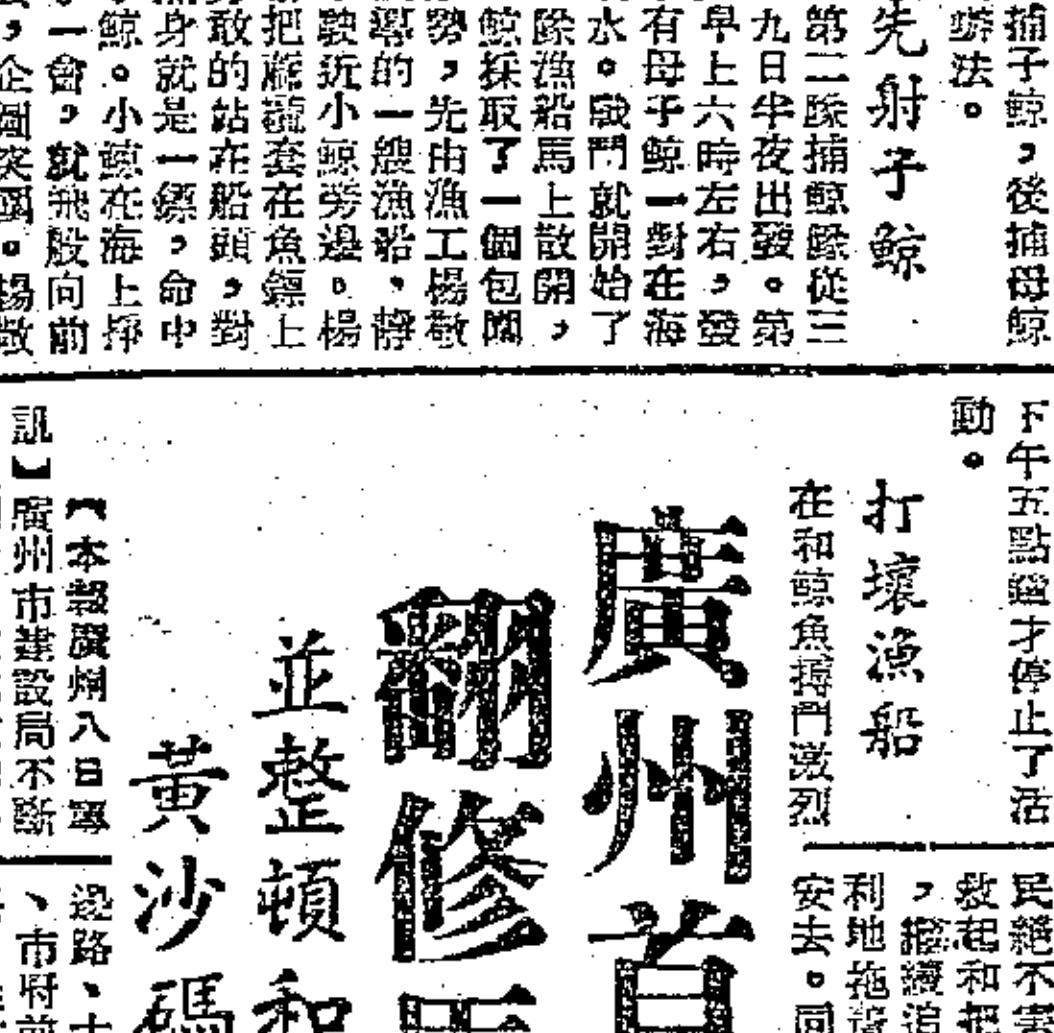 捕子鯨，後捕母鯨
辦法。
先射子鯨
第二隊捕鯨隊從三
九日半夜出發。第
早上六時左右，發
有母子鯨一對在海
水。戰鬥就開始了
隊漁船馬上散開，
鯨採取了一個包圍
勢，先由漁工楊敬
導的一艘漁船，靜
駛近小鯨旁邊。楊
把藤纜套在魚鏢上
敢的站在船頭，對
身就是一鏢，命中
鯨。小鯨在海上掙
一會，就飛般向前
，企圖突圍。楊敬
下午五點鐘才停止了活
動。
打壞漁船
在和鯨魚搏鬥激烈
民絕不害
救起和把
，繼續追
利地拖
安去。同
廣州首
翻修
並整頓和
黃沙碼
【本報廣州八日專
訊】廣州市建設局不斷
邊路、十
、市府前